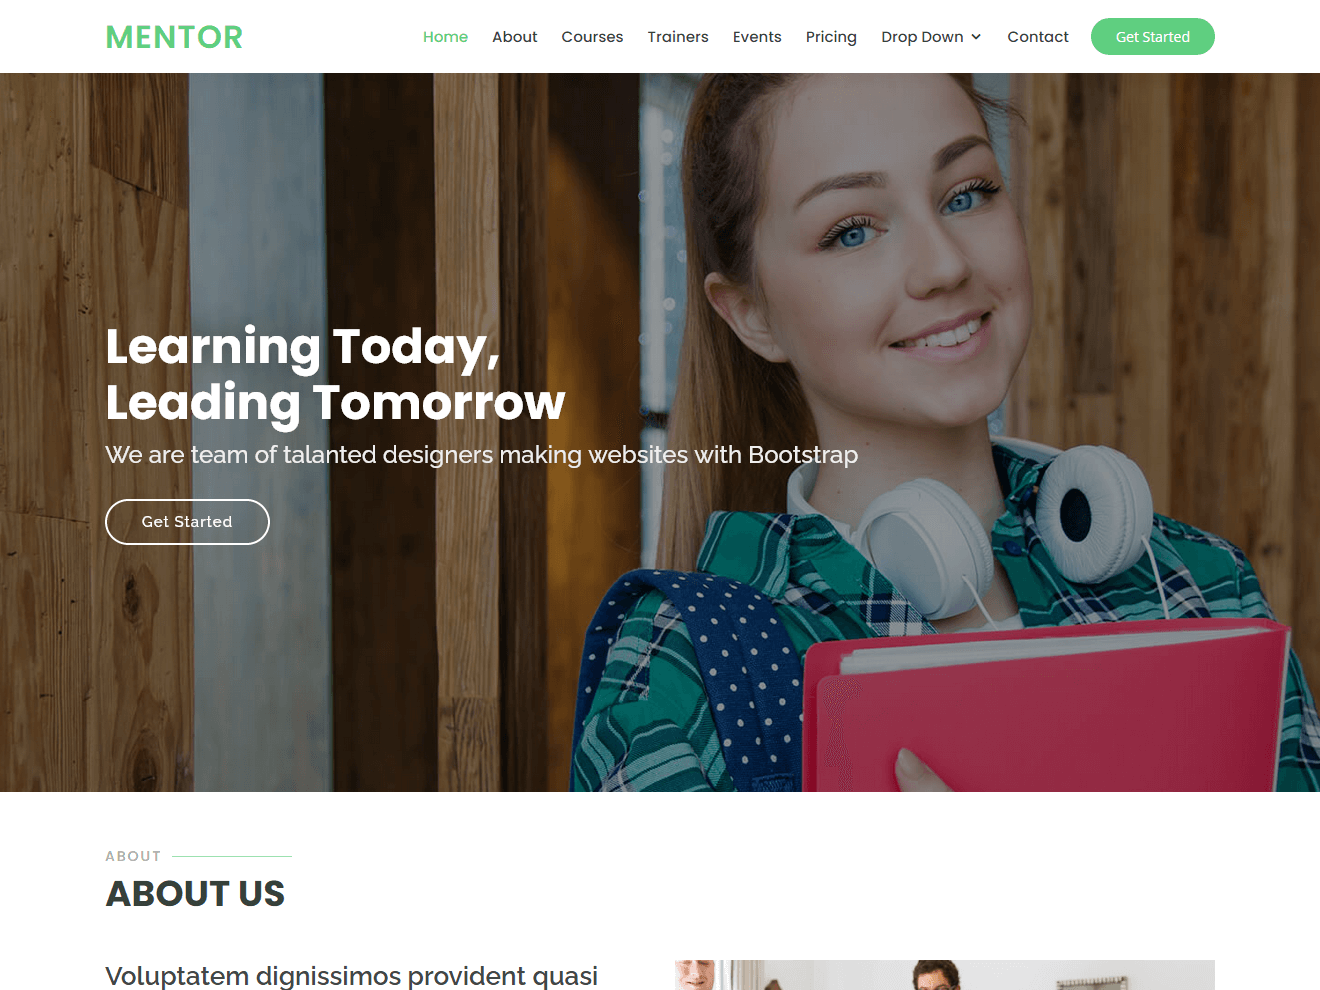 MENTOR
Home About Courses Trainers Events Pricing Drop Down Contact Get Started
Learning Today,
Leading Tomorrow
We are team of talanted designers making websites with Bootstrap
Get Started
ABOUT
ABOUT US
Voluptatem dignissimos provident quasi